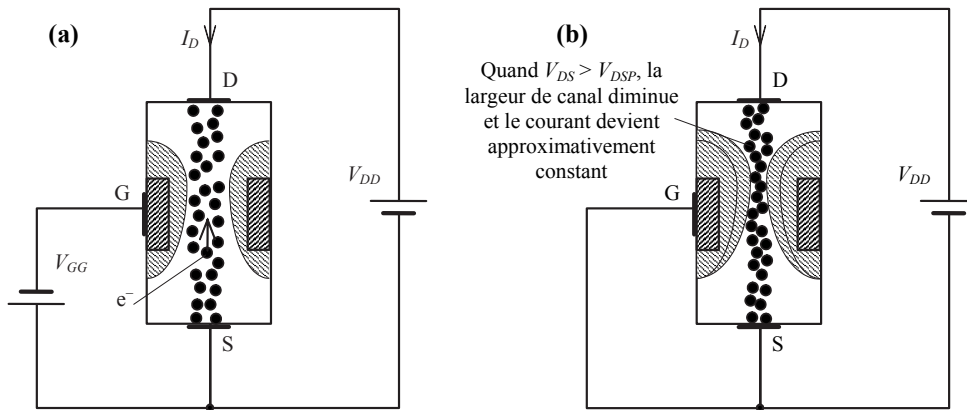 (a)
I_D
D
G
V_DD
V_GG
e⁻
S
(b)
I_D
Quand V_DS > V_DSP, la
largeur de canal diminue
et le courant devient
approximativement
constant
D
G
V_DD
S